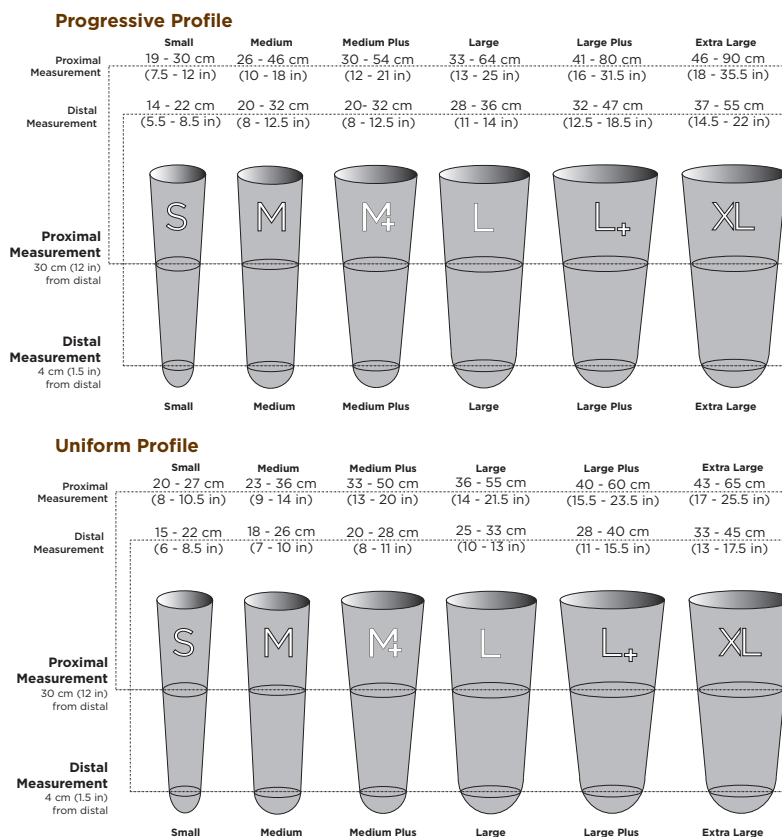 Progressive Profile
Small Medium Medium Plus Large Large Plus Extra Large
Proximal Measurement 19 - 30 cm 26 - 46 cm 30 - 54 cm 33 - 64 cm 41 - 80 cm 46 - 90 cm
(7.5 - 12 in) (10 - 18 in) (12 - 21 in) (13 - 25 in) (16 - 31.5 in) (18 - 35.5 in)
Distal Measurement 14 - 22 cm 20 - 32 cm 20- 32 cm 28 - 36 cm 32 - 47 cm 37 - 55 cm
(5.5 - 8.5 in) (8 - 12.5 in) (8 - 12.5 in) (11 - 14 in) (12.5 - 18.5 in) (14.5 - 22 in)
S M M+ L L+ XL
Proximal
Measurement
30 cm (12 in)
from distal
Distal
Measurement
4 cm (1.5 in)
from distal
Small Medium Medium Plus Large Large Plus Extra Large
Uniform Profile
Small Medium Medium Plus Large Large Plus Extra Large
Proximal Measurement 20 - 27 cm 23 - 36 cm 33 - 50 cm 36 - 55 cm 40 - 60 cm 43 - 65 cm
(8 - 10.5 in) (9 - 14 in) (13 - 20 in) (14 - 21.5 in) (15.5 - 23.5 in) (17 - 25.5 in)
Distal Measurement 15 - 22 cm 18 - 26 cm 20 - 28 cm 25 - 33 cm 28 - 40 cm 33 - 45 cm
(6 - 8.5 in) (7 - 10 in) (8 - 11 in) (10 - 13 in) (11 - 15.5 in) (13 - 17.5 in)
S M M+ L L+ XL
Proximal
Measurement
30 cm (12 in)
from distal
Distal
Measurement
4 cm (1.5 in)
from distal
Small Medium Medium Plus Large Large Plus Extra Large